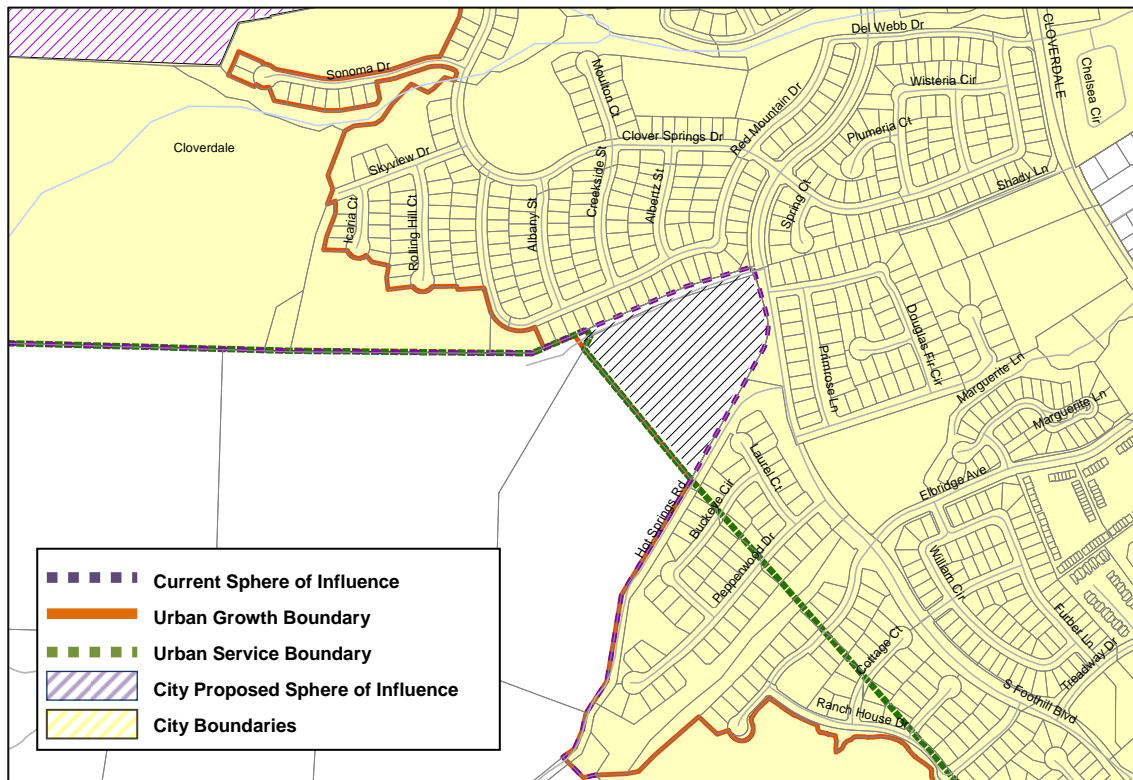 Del Webb Dr
CLOVERDALE
Sonoma Dr
Moulton Ct
Wisteria Cir
Chelsea Cir
Red Mountain Dr
Clover Springs Dr
Plumeria Ct
Cloverdale
Skyview Dr
Creekside St
Albertz St
Shady Ln
Icaria Ct
Rolling Hill Ct
Albany St
Spring Ct
Douglas Fir Cir
Primrose Ln
Marguerite Ln
Marguerite Ln
Laurel Ct
Elbridge Ave
Hot Springs Rd
Buckeye Cir
Pepperwood Dr
William Cir
Furber Ln
Treadway Dr
Cottage Ct
S Foothill Blvd
Ranch House Dr
Current Sphere of Influence
Urban Growth Boundary
Urban Service Boundary
City Proposed Sphere of Influence
City Boundaries